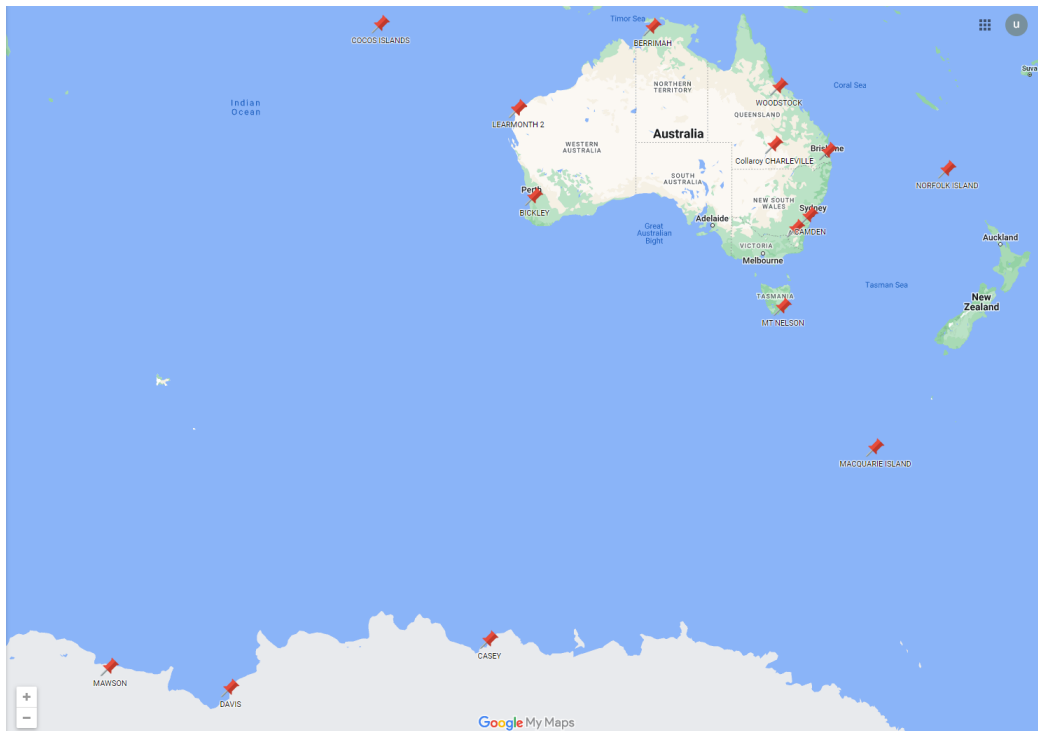 Timor Sea
U
COCOS ISLANDS
BERRIMAH
Suva
NORTHERN
TERRITORY
Coral Sea
Indian
Ocean
WOODSTOCK
QUEENSLAND
LEARMONTH 2
Australia
WESTERN
AUSTRALIA
Brisbane
Collaroy CHARLEVILLE
SOUTH
AUSTRALIA
Perth
NORFOLK ISLAND
BICKLEY
NEW SOUTH
WALES
Sydney
Adelaide
Great
Australian
Bight
CAMDEN
Auckland
VICTORIA
Melbourne
Tasman Sea
TASMANIA
New
Zealand
MT NELSON
MACQUARIE ISLAND
CASEY
MAWSON
DAVIS
+
−
Google My Maps